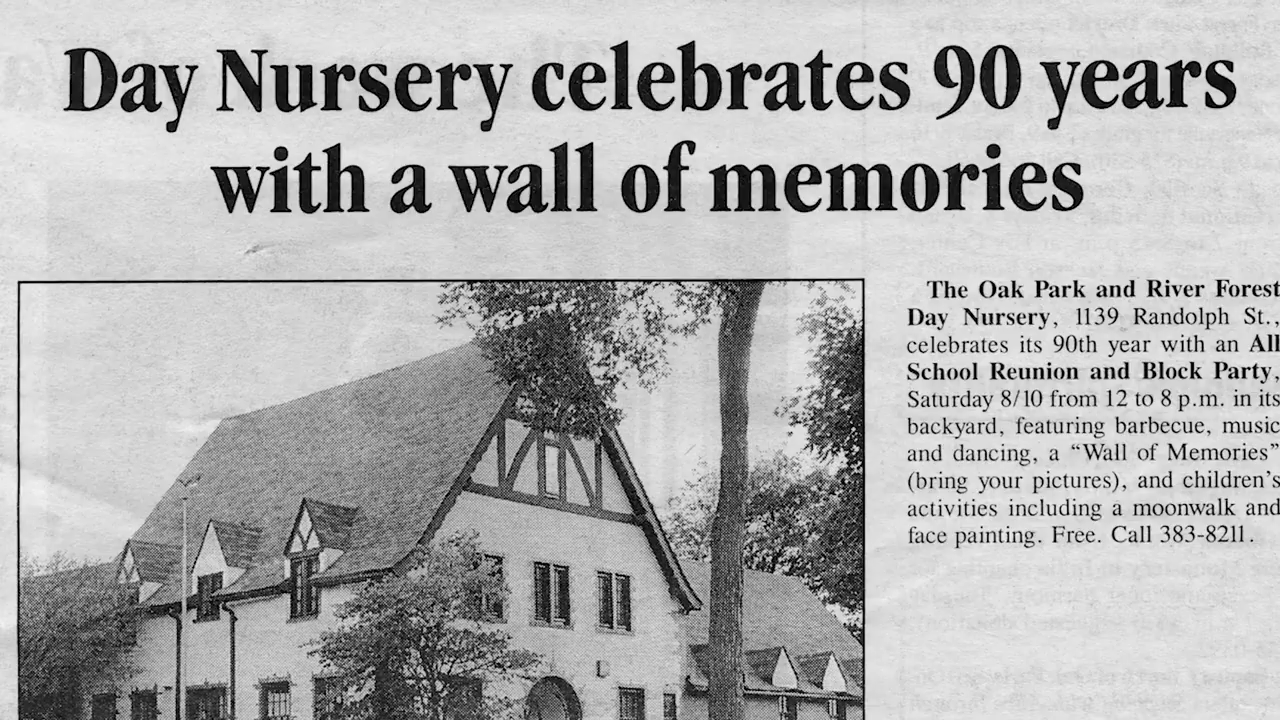 Day Nursery celebrates 90 years
with a wall of memories
The Oak Park and River Forest
Day Nursery, 1139 Randolph St.,
celebrates its 90th year with an All
School Reunion and Block Party,
Saturday 8/10 from 12 to 8 p.m. in its
backyard, featuring barbecue, music
and dancing, a “Wall of Memories”
(bring your pictures), and children’s
activities including a moonwalk and
face painting. Free. Call 383-8211.